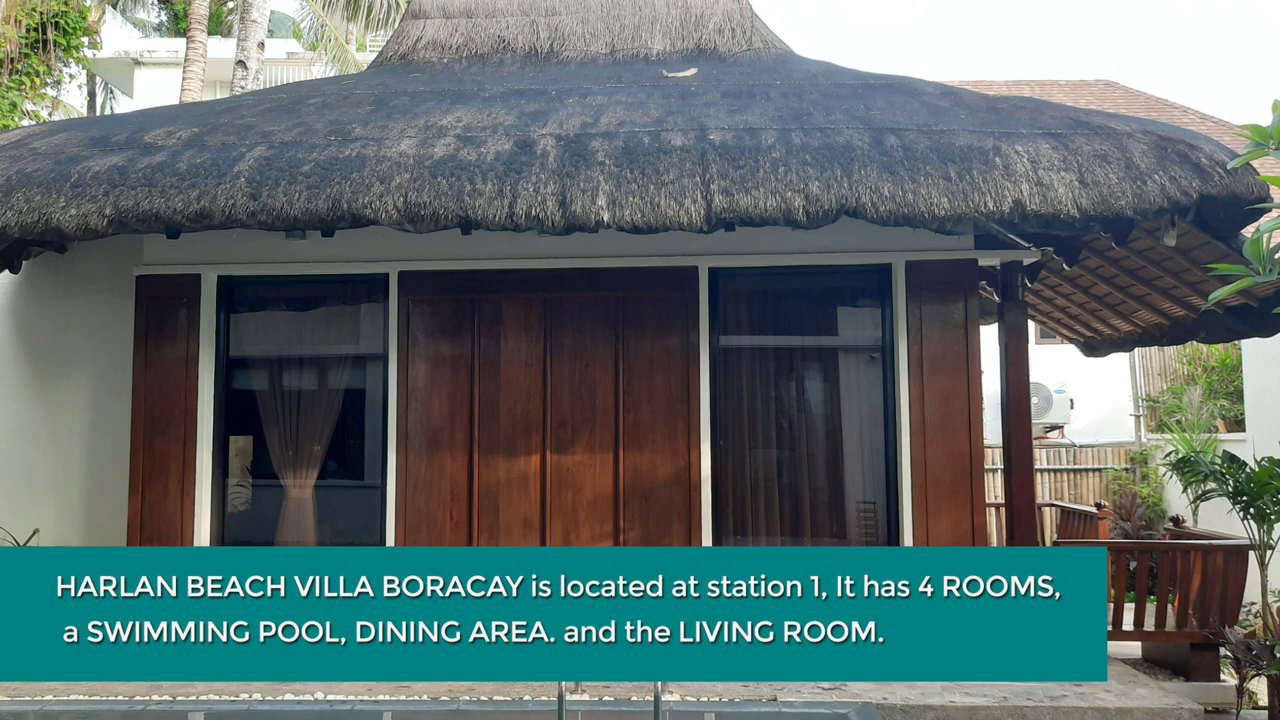 HARLAN BEACH VILLA BORACAY is located at station 1, It has 4 ROOMS,
a SWIMMING POOL, DINING AREA. and the LIVING ROOM.